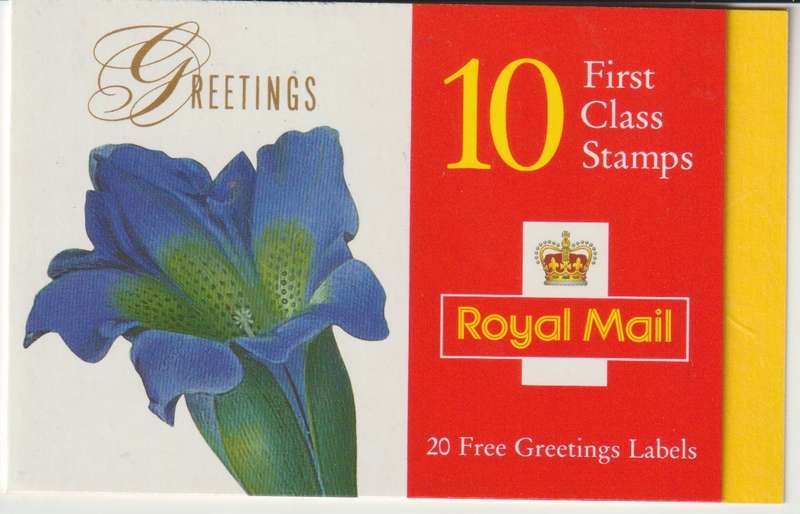 GREETINGS
10
First
Class
Stamps
Royal Mail
20 Free Greetings Labels